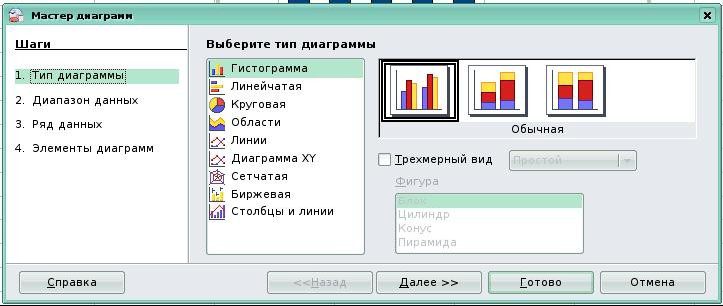 Мастер диаграмм
Шаги
1. Тип диаграммы
2. Диапазон данных
3. Ряд данных
4. Элементы диаграмм
Выберите тип диаграммы
Гистограмма
Линейчатая
Круговая
Области
Линии
Диаграмма XY
Сетчатая
Биржевая
Столбцы и линии
Обычная
Трехмерный вид
Простой
Фигура
Блок
Цилиндр
Конус
Пирамида
Справка
<<Назад
Далее >>
Готово
Отмена